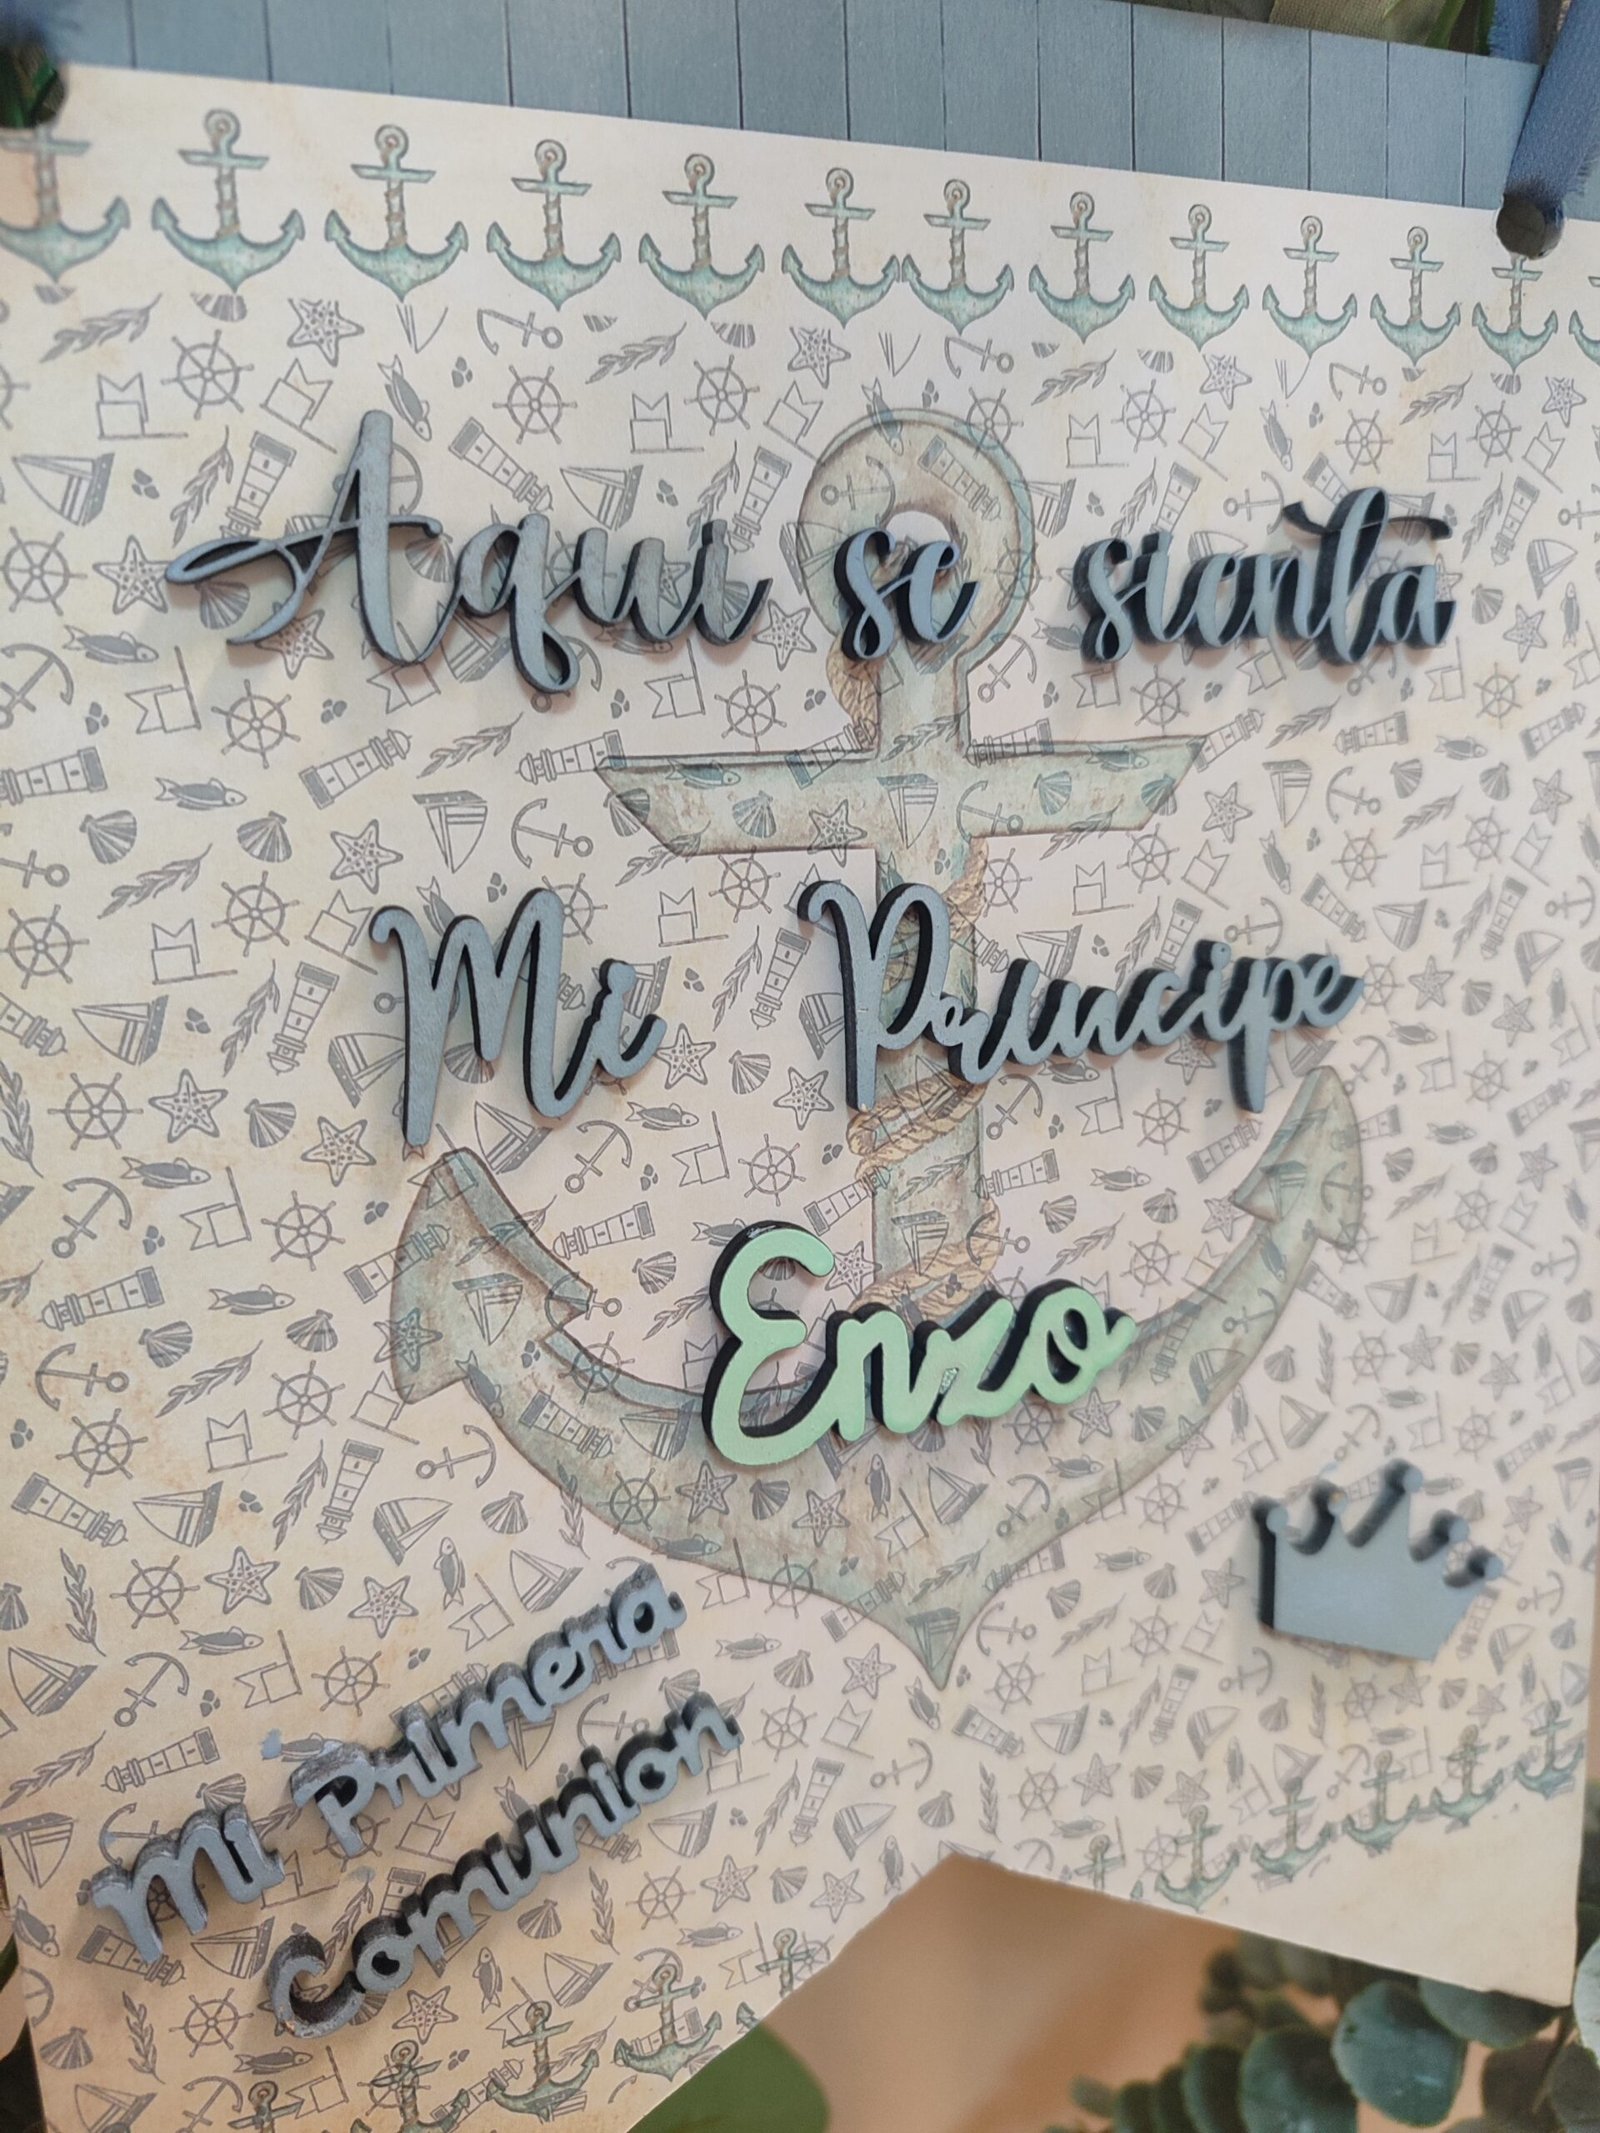 Aqui se sienta
Mi Principe
Enzo
Mi Primera
Comunion